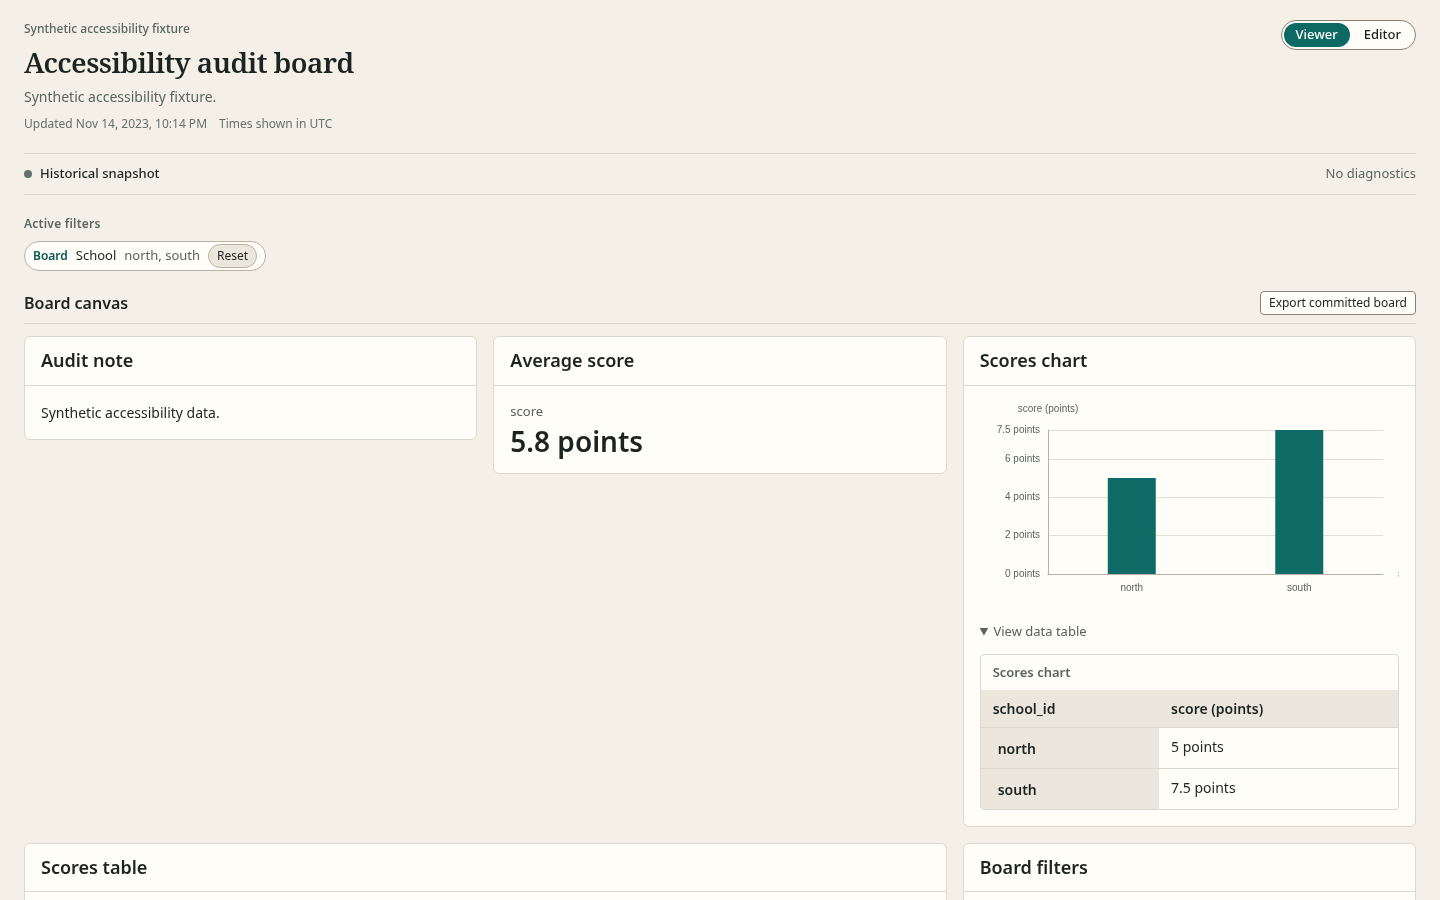 Synthetic accessibility fixture
Viewer Editor
Accessibility audit board
Synthetic accessibility fixture.
Updated Nov 14, 2023, 10:14 PM Times shown in UTC
Historical snapshot
No diagnostics
Active filters
Board School north, south Reset
Board canvas
Export committed board
Audit note
Synthetic accessibility data.
Average score
score
5.8 points
Scores chart
score (points)
7.5 points
6 points
4 points
2 points
0 points
north south
▼ View data table
Scores chart
school_id score (points)
north 5 points
south 7.5 points
Scores table
Board filters